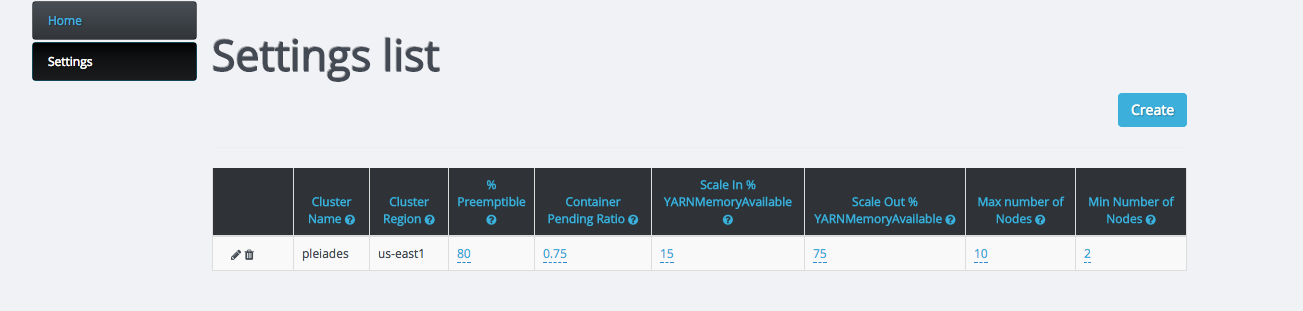 Home
Settings
Settings list
Create
Cluster
Name
Cluster
Region
%
Preemptible
Container
Pending Ratio
Scale In %
YARNMemoryAvailable
Scale Out %
YARNMemoryAvailable
Max number of
Nodes
Min Number of
Nodes
pleiades us-east1 80 0.75 15 75 10 2